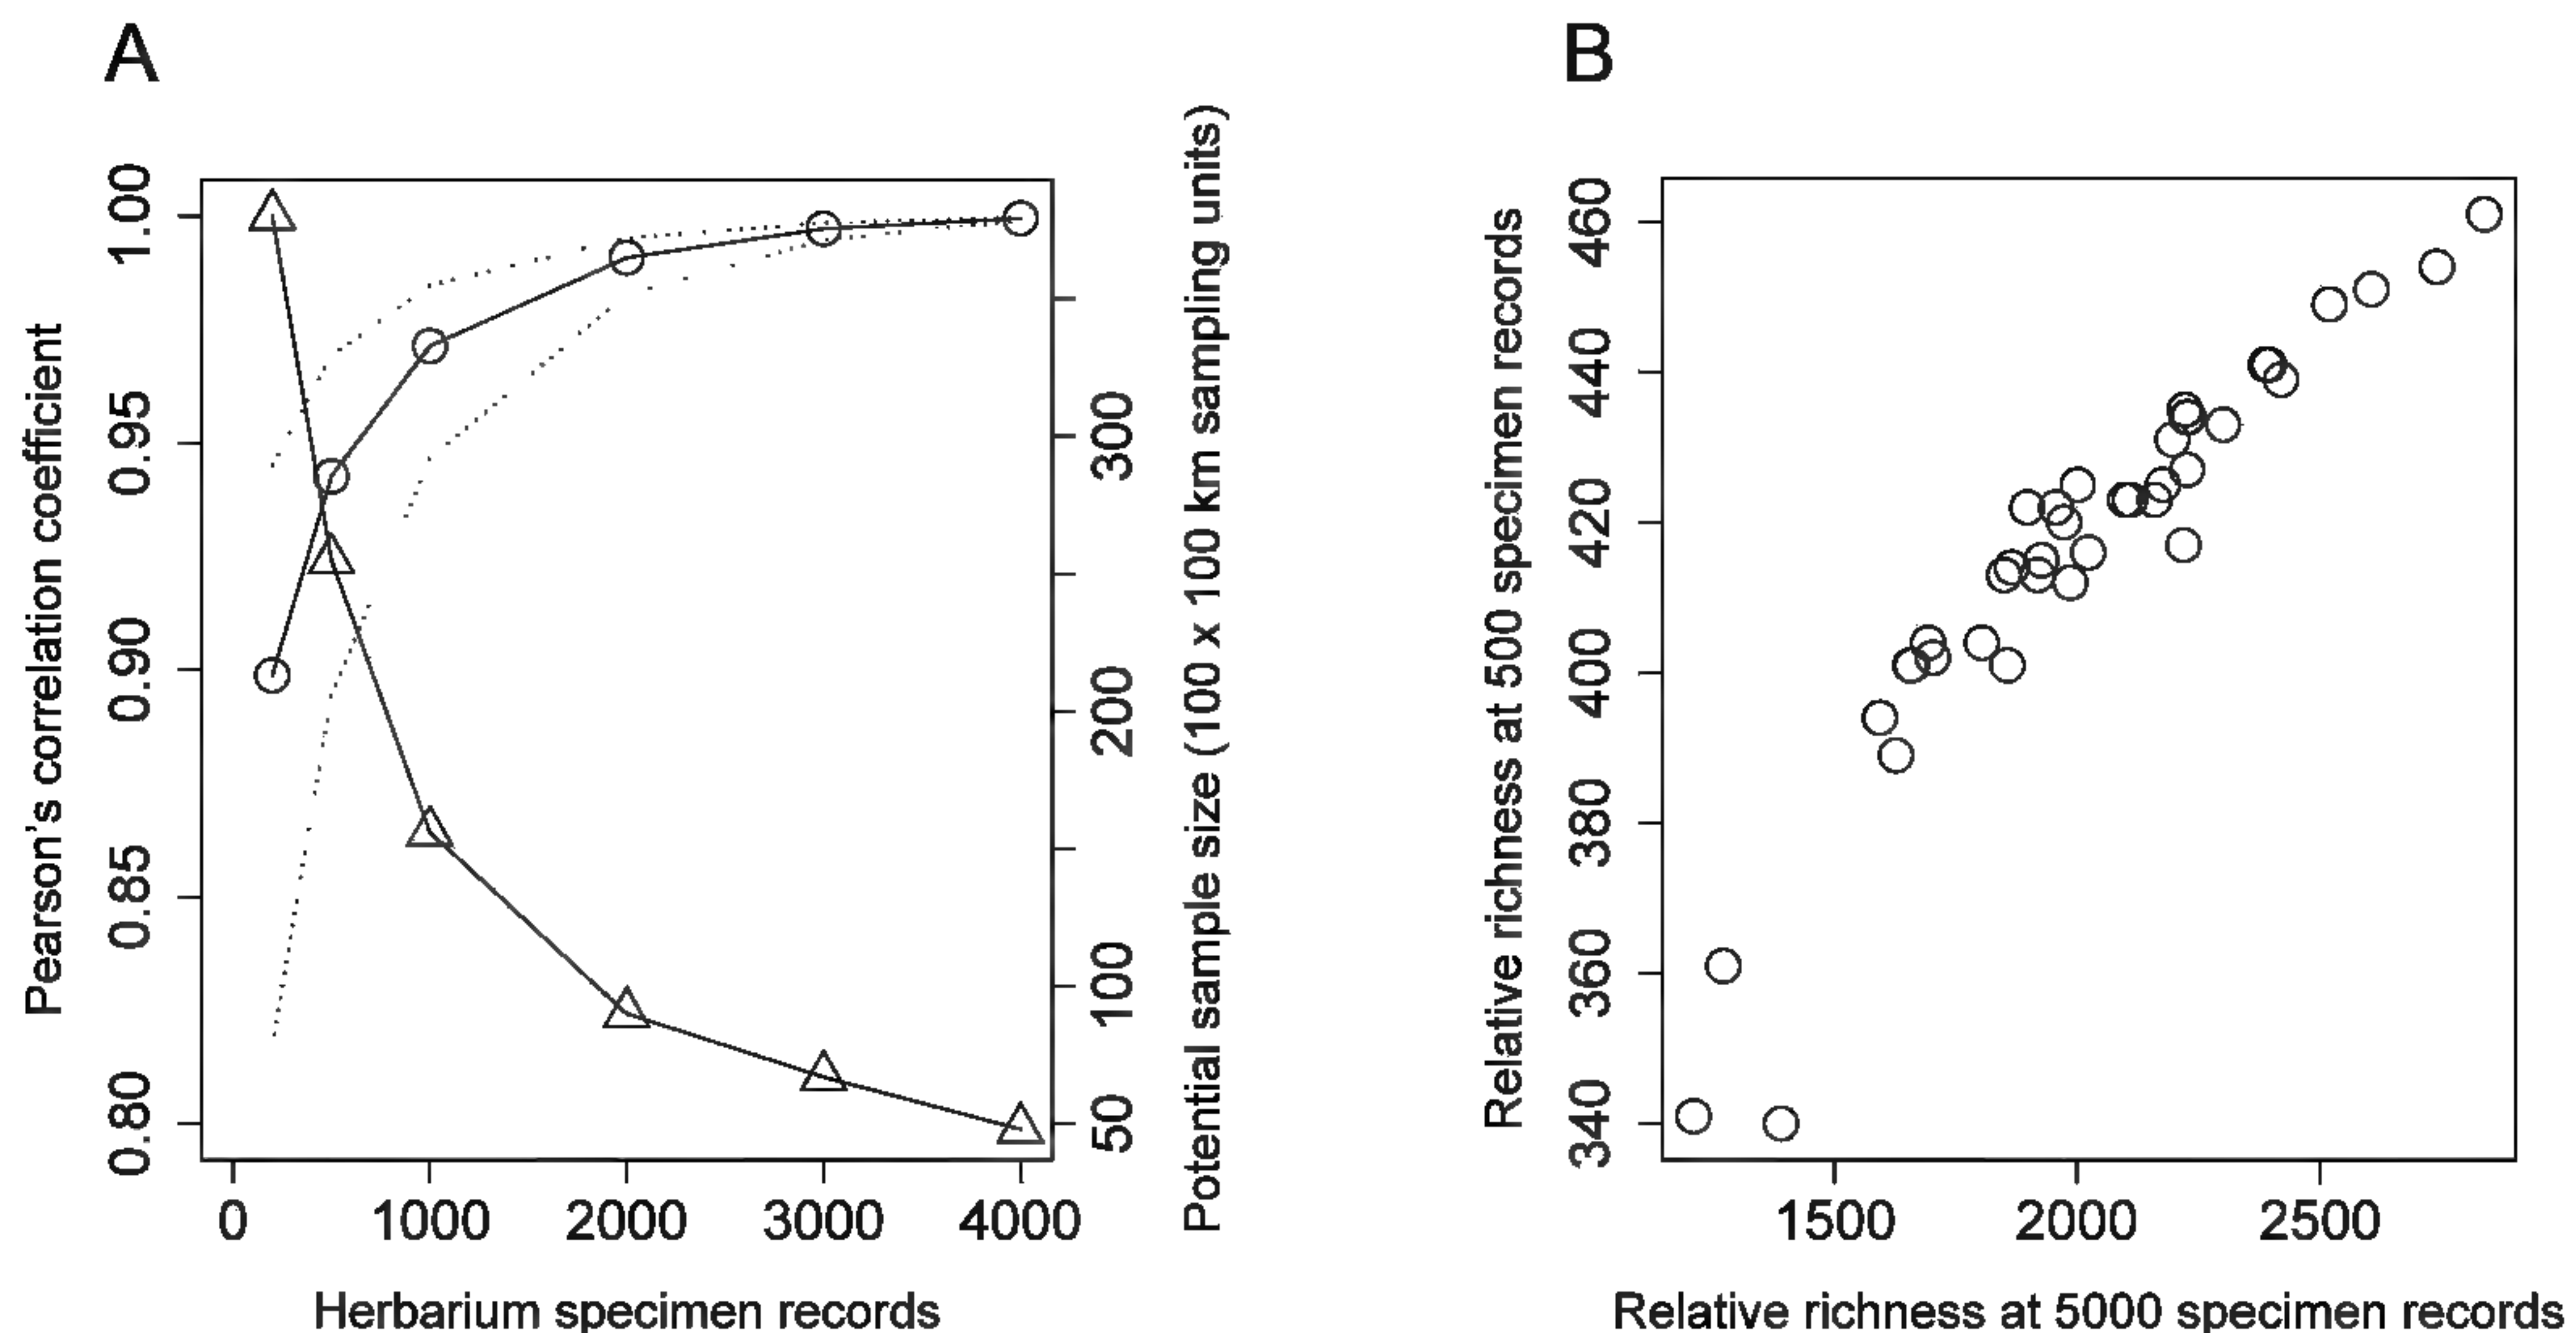 A
Pearson's correlation coefficient
1.00
0.95
0.90
0.85
0.80
300
200
100
50
Potential sample size (100 x 100 km sampling units)
0 1000 2000 3000 4000
Herbarium specimen records
B
Relative richness at 500 specimen records
460
440
420
400
380
360
340
1500 2000 2500
Relative richness at 5000 specimen records